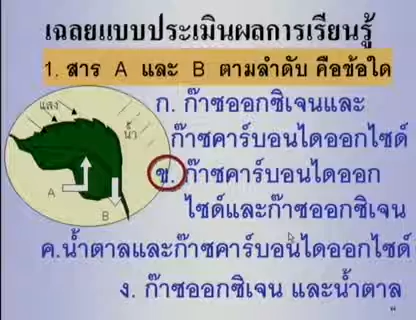 เฉลยแบบประเมินผลการเรียนรู้
1. สาร A และ B ตามลำดับ คือข้อใด
แสง
น้ำ
A
B
ก. ก๊าซออกซิเจนและ
ก๊าซคาร์บอนไดออกไซด์
ข. ก๊าซคาร์บอนไดออก
ไซด์และก๊าซออกซิเจน
ค.น้ำตาลและก๊าซคาร์บอนไดออกไซด์
ง. ก๊าซออกซิเจน และน้ำตาล